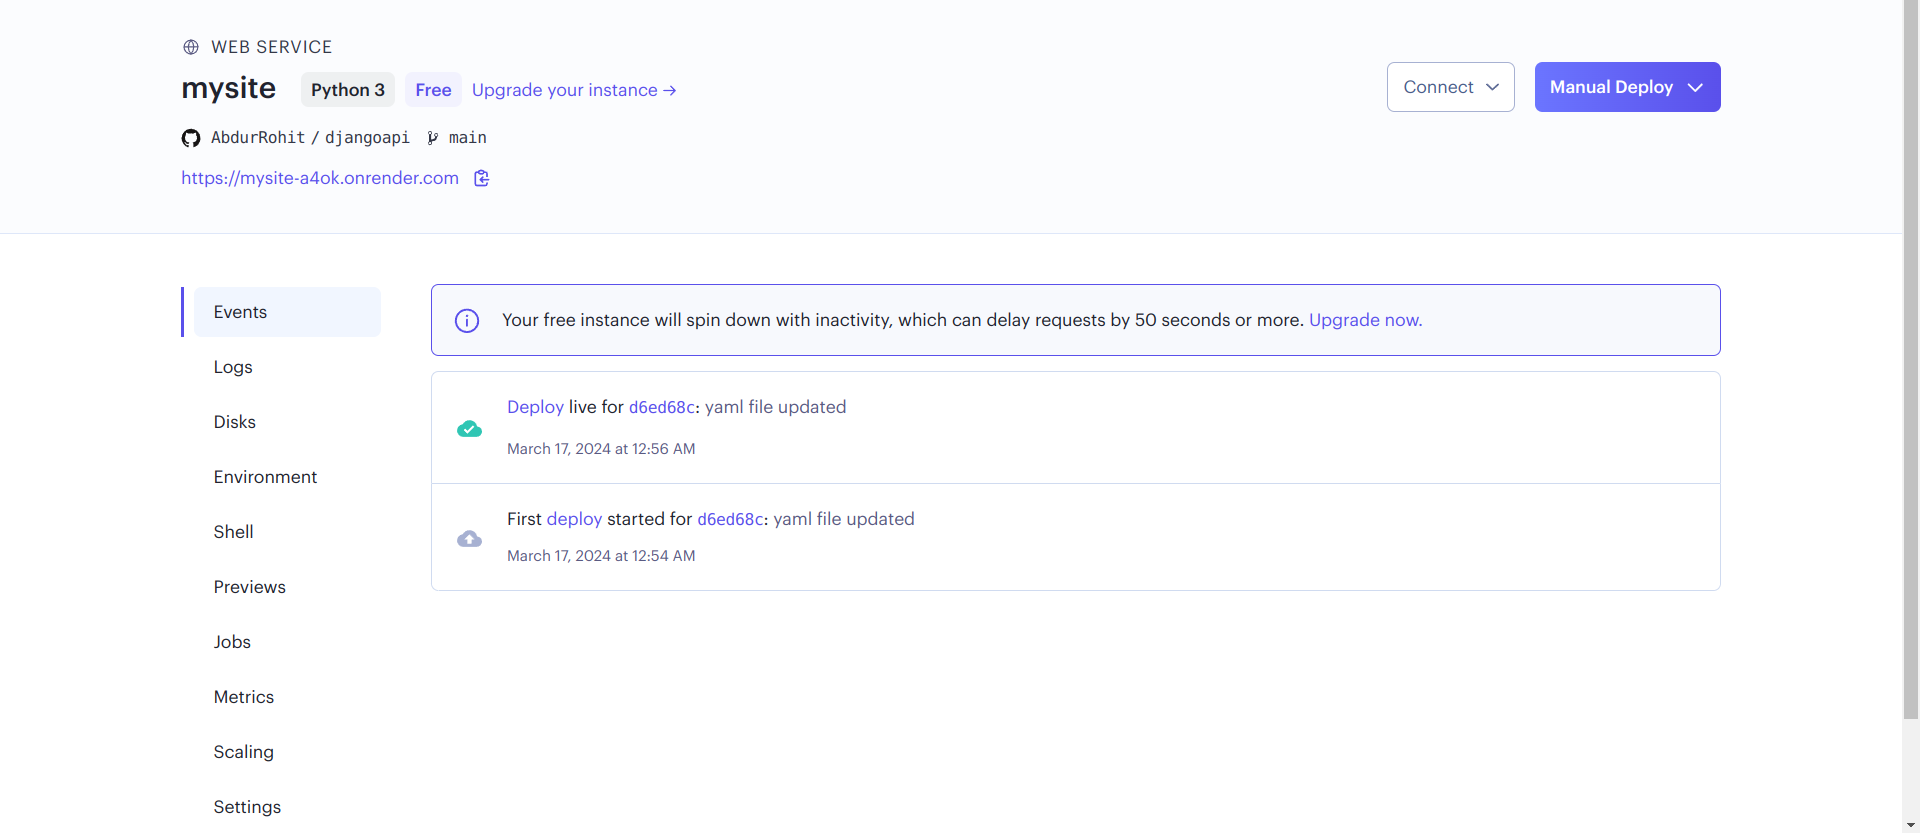 WEB SERVICE
mysite Python 3 Free Upgrade your instance →
AbdurRohit / djangoapi main
https://mysite-a4ok.onrender.com
Connect
Manual Deploy
Events
Logs
Disks
Environment
Shell
Previews
Jobs
Metrics
Scaling
Settings
Your free instance will spin down with inactivity, which can delay requests by 50 seconds or more. Upgrade now.
Deploy live for d6ed68c: yaml file updated
March 17, 2024 at 12:56 AM
First deploy started for d6ed68c: yaml file updated
March 17, 2024 at 12:54 AM